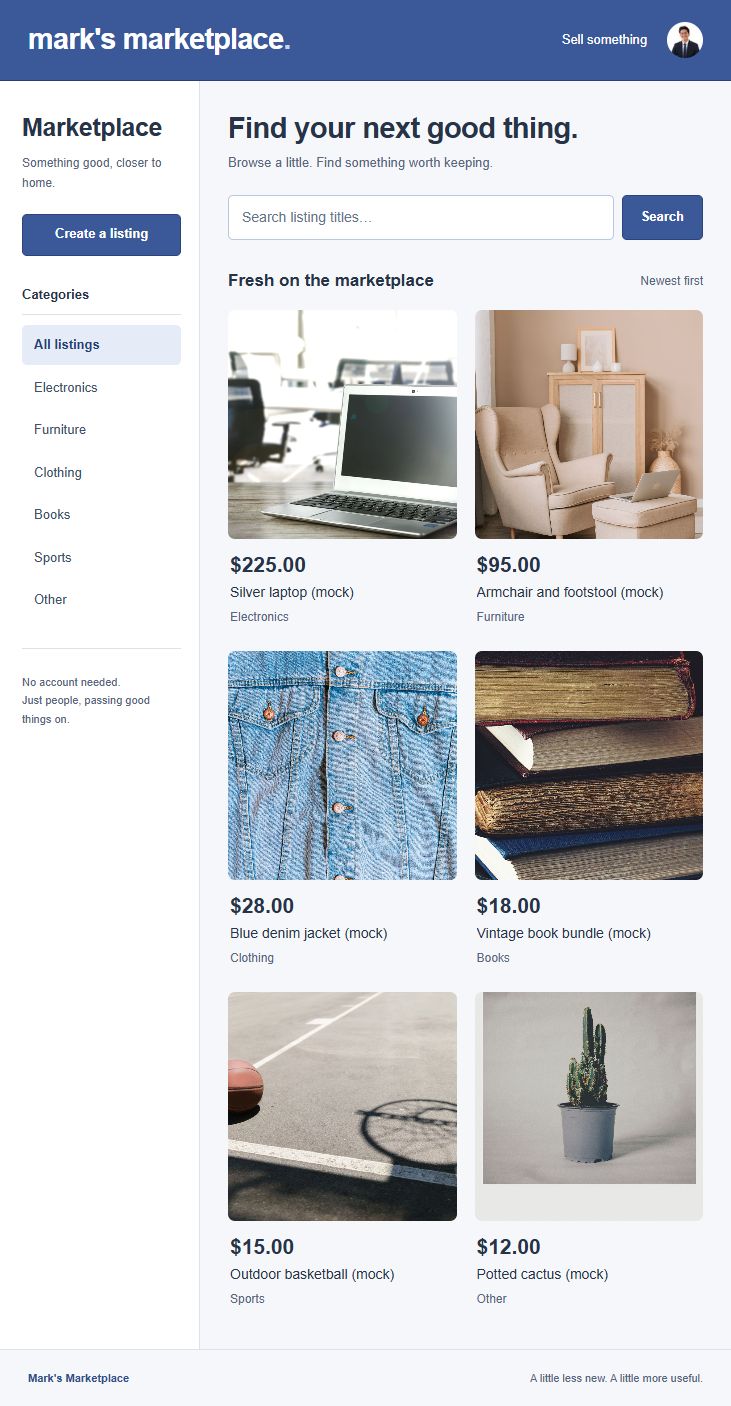 mark's marketplace.
Sell something
Marketplace
Something good, closer to
home.
Create a listing
Categories
All listings
Electronics
Furniture
Clothing
Books
Sports
Other
No account needed.
Just people, passing good
things on.
Find your next good thing.
Browse a little. Find something worth keeping.
Search listing titles...
Search
Fresh on the marketplace
Newest first
$225.00
Silver laptop (mock)
Electronics
$95.00
Armchair and footstool (mock)
Furniture
$28.00
Blue denim jacket (mock)
Clothing
$18.00
Vintage book bundle (mock)
Books
$15.00
Outdoor basketball (mock)
Sports
$12.00
Potted cactus (mock)
Other
Mark's Marketplace
A little less new. A little more useful.